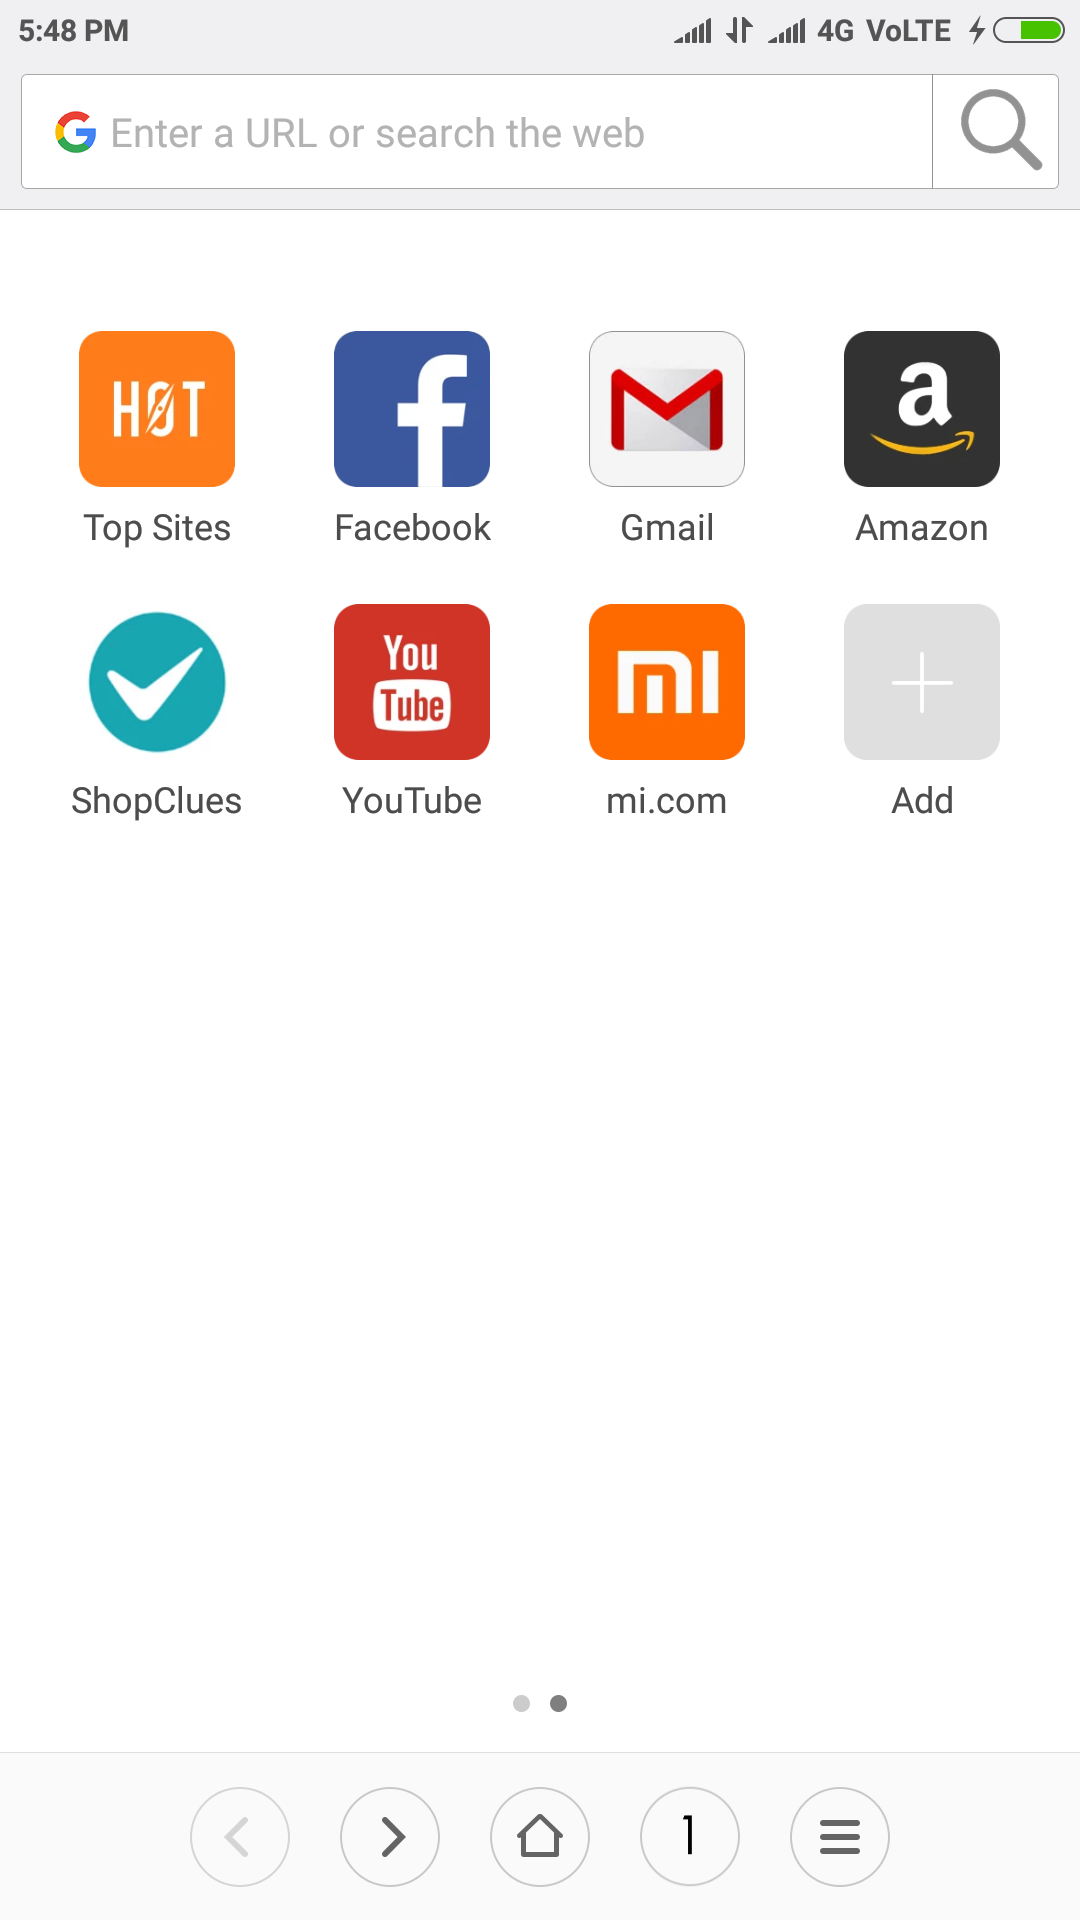 5:48 PM 4G VoLTE
Enter a URL or search the web
HOT a
Top Sites Facebook Gmail Amazon
You
Tube
mi
ShopClues YouTube mi.com Add
1